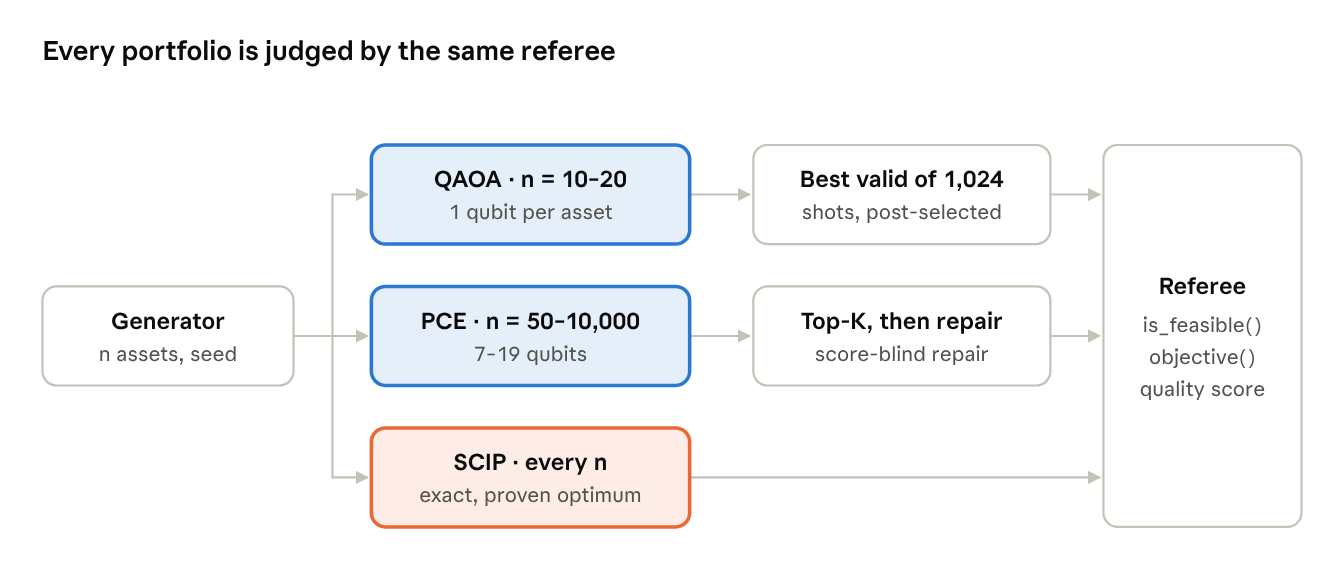 Every portfolio is judged by the same referee
QAOA · n = 10–20
1 qubit per asset
Best valid of 1,024
shots, post-selected
Generator
n assets, seed
PCE · n = 50–10,000
7–19 qubits
Top-K, then repair
score-blind repair
Referee
is_feasible()
objective()
quality score
SCIP · every n
exact, proven optimum